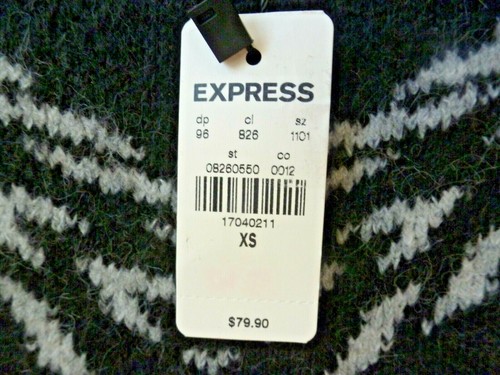 EXPRESS
dp cl sz
96 826 1101
st co
08260550 0012
17040211
XS
$79.90